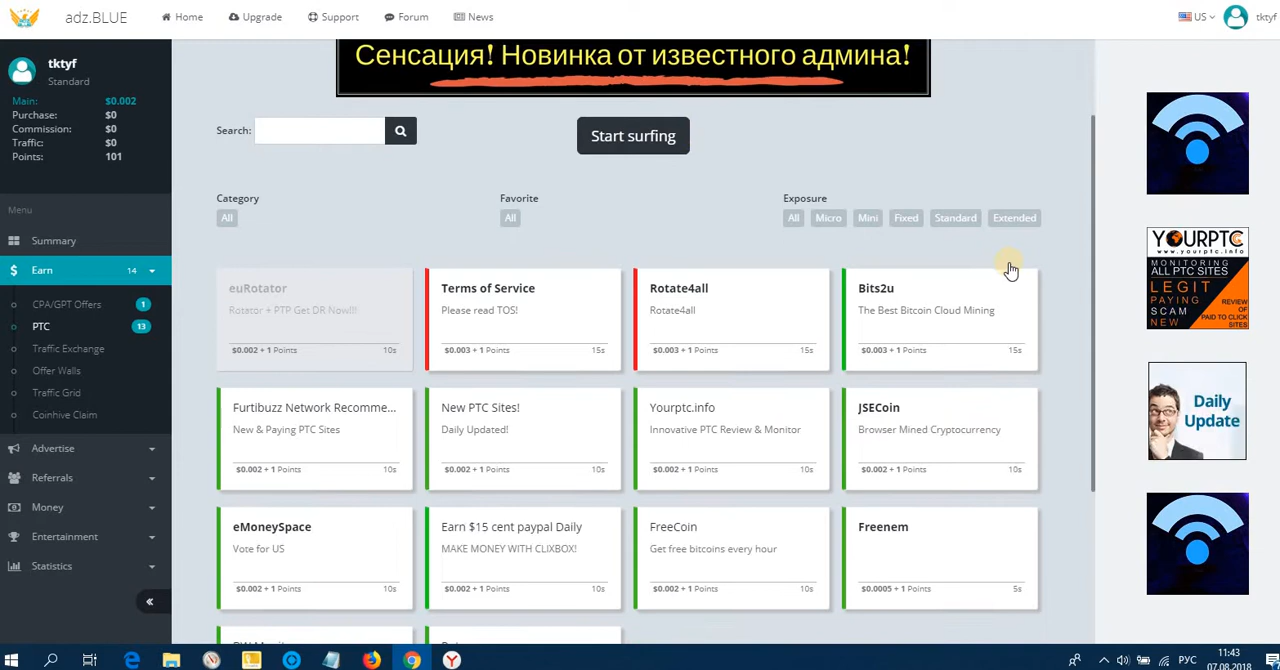 adz.BLUE
Home
Upgrade
Support
Forum
News
US
tktyf
tktyf
Standard
Main: $0.002
Purchase: $0
Commission: $0
Traffic: $0
Points: 101
Menu
Summary
Earn 14
CPA/GPT Offers 1
PTC 13
Traffic Exchange
Offer Walls
Traffic Grid
Coinhive Claim
Advertise
Referrals
Money
Entertainment
Statistics
Сенсация! Новинка от известного админа!
Search:
Start surfing
Category
All
Favorite
All
Exposure
All Micro Mini Fixed Standard Extended
euRotator
Rotator + PTP Get DR Now!!!
$0.002 + 1 Points 10s
Terms of Service
Please read TOS!
$0.003 + 1 Points 15s
Rotate4all
Rotate4all
$0.003 + 1 Points 15s
Bits2u
The Best Bitcoin Cloud Mining
$0.003 + 1 Points 15s
Furtibuzz Network Recomme...
New & Paying PTC Sites
$0.002 + 1 Points 10s
New PTC Sites!
Daily Updated!
$0.002 + 1 Points 10s
Yourptc.info
Innovative PTC Review & Monitor
$0.002 + 1 Points 10s
JSECoin
Browser Mined Cryptocurrency
$0.002 + 1 Points 10s
eMoneySpace
Vote for US
$0.002 + 1 Points 10s
Earn $15 cent paypal Daily
MAKE MONEY WITH CLIXBOX!
$0.002 + 1 Points 10s
FreeCoin
Get free bitcoins every hour
$0.002 + 1 Points 10s
Freenem
$0.0005 + 1 Points 5s
YOURPTC
www.yourptc.info
MONITORING
ALL PTC SITES
LEGIT
PAYING
SCAM
NEW
REVIEW
OF
PAID TO CLICK
SITES
Daily
Update
РУС
11:43
07.08.2018